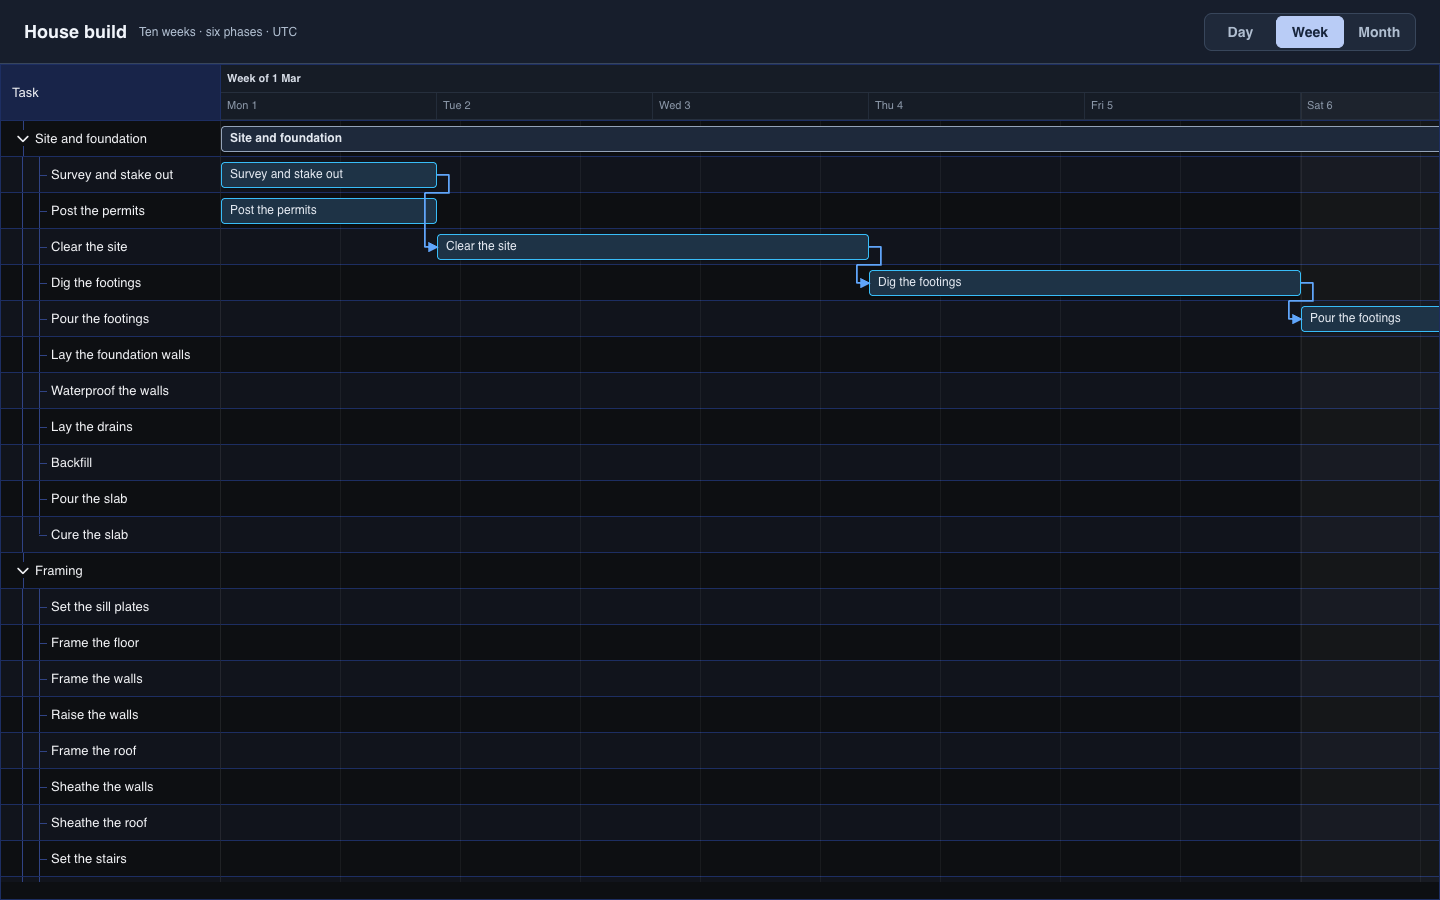 House build
Ten weeks · six phases · UTC
Day
Week
Month
Task
Week of 1 Mar
Mon 1
Tue 2
Wed 3
Thu 4
Fri 5
Sat 6
Site and foundation
Site and foundation
Survey and stake out
Survey and stake out
Post the permits
Post the permits
Clear the site
Clear the site
Dig the footings
Dig the footings
Pour the footings
Pour the footings
Lay the foundation walls
Waterproof the walls
Lay the drains
Backfill
Pour the slab
Cure the slab
Framing
Set the sill plates
Frame the floor
Frame the walls
Raise the walls
Frame the roof
Sheathe the walls
Sheathe the roof
Set the stairs